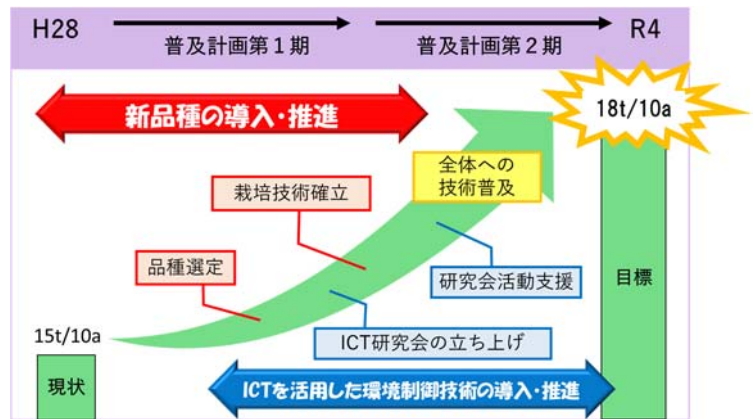 H28
普及計画第１期
普及計画第２期
R4
新品種の導入・推進
18t/10a
全体への
技術普及
栽培技術確立
品種選定
研究会活動支援
目標
15t/10a
ICT研究会の立ち上げ
現状
ICTを活用した環境制御技術の導入・推進